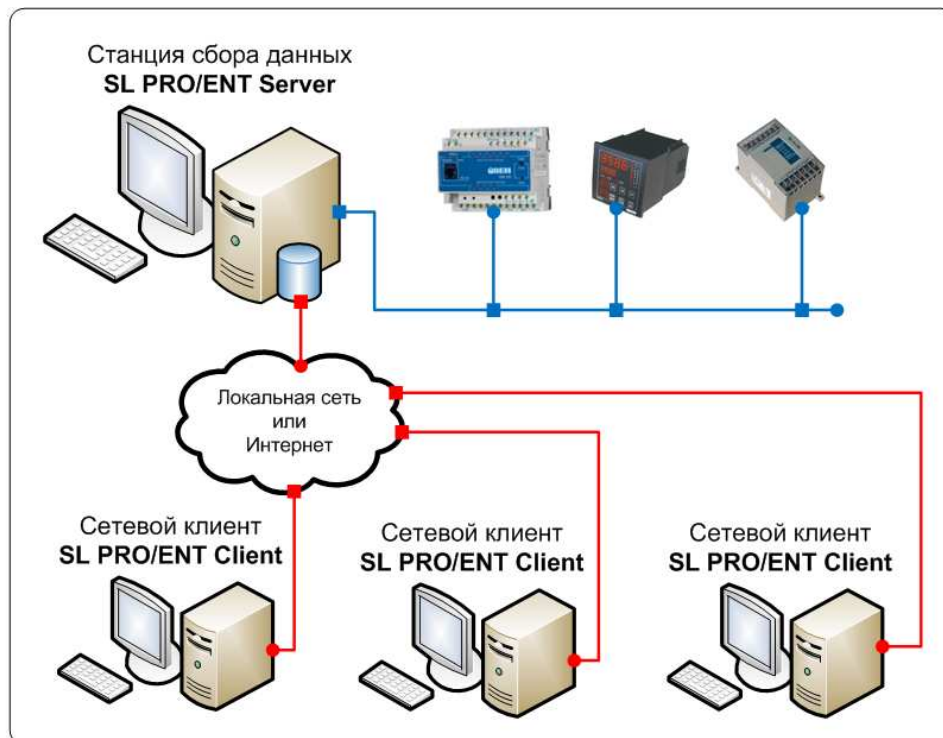 Станция сбора данных
SL PRO/ENT Server
Локальная сеть
или
Интернет
Сетевой клиент
SL PRO/ENT Client
Сетевой клиент
SL PRO/ENT Client
Сетевой клиент
SL PRO/ENT Client